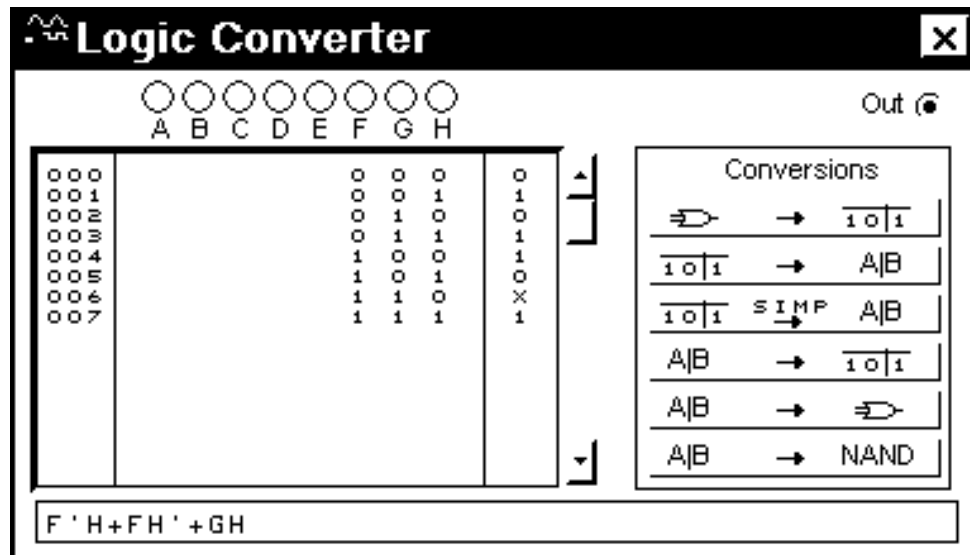 Logic Converter
Out
A B C D E F G H
000 0 0 0 0
001 0 0 1 1
002 0 1 0 0
003 0 1 1 1
004 1 0 0 1
005 1 0 1 0
006 1 1 0 X
007 1 1 1 1
Conversions
→ 1 0 1
1 0 1 → A|B
1 0 1 SIMP → A|B
A|B → 1 0 1
A|B →
A|B → NAND
F'H+FH'+GH